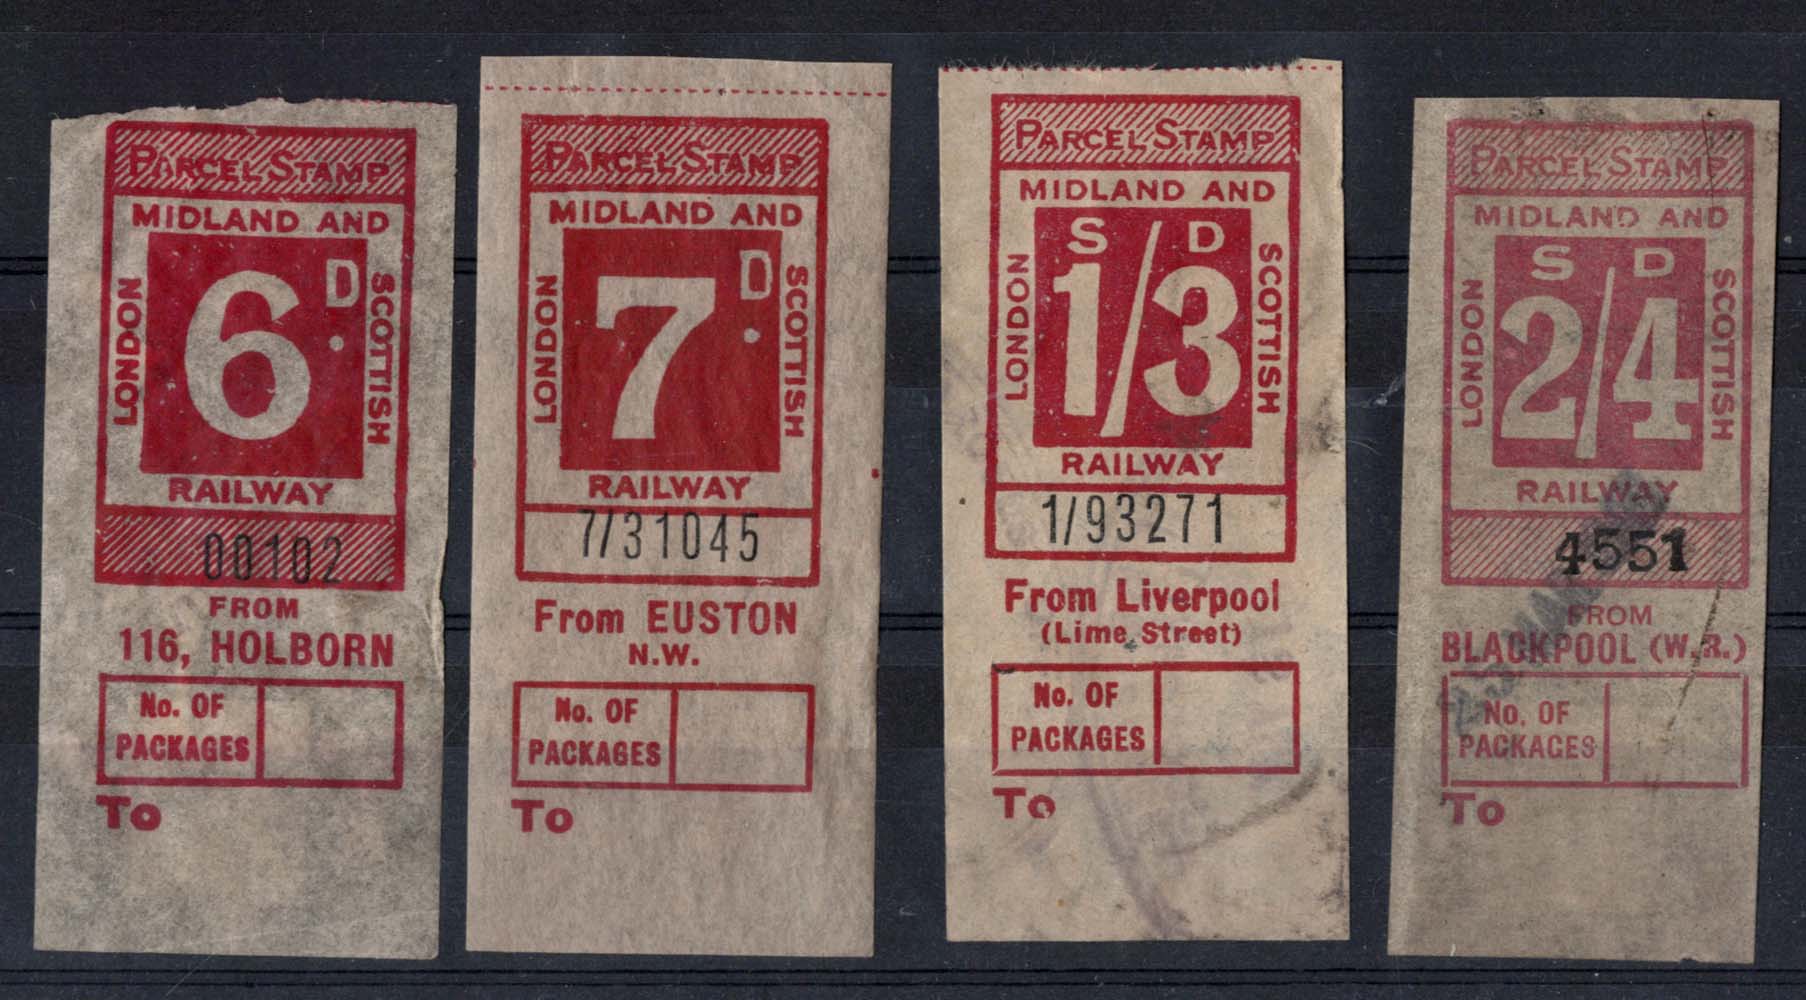 PARCEL STAMP
MIDLAND AND
LONDON
6D.
SCOTTISH
RAILWAY
00102
FROM
116, HOLBORN
No. OF
PACKAGES
To
PARCEL STAMP
MIDLAND AND
LONDON
7D.
SCOTTISH
RAILWAY
7/31045
From EUSTON
N.W.
No. OF
PACKAGES
To
PARCEL STAMP
MIDLAND AND
S D
LONDON
1/3
SCOTTISH
RAILWAY
1/93271
From Liverpool
(Lime Street)
No. OF
PACKAGES
To
PARCEL STAMP
MIDLAND AND
S D
LONDON
2/4
SCOTTISH
RAILWAY
4551
FROM
BLACKPOOL (W.R.)
No. OF
PACKAGES
To